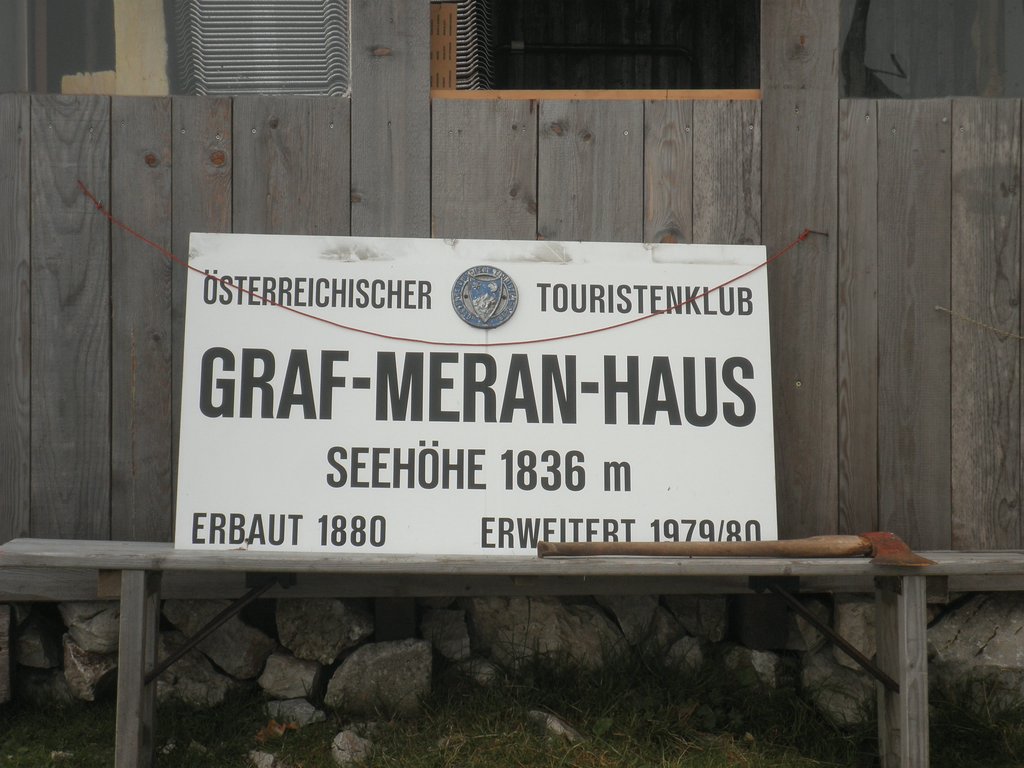 ÖSTERREICHISCHER TOURISTENKLUB
GRAF-MERAN-HAUS
SEEHÖHE 1836 m
ERBAUT 1880 ERWEITERT 1979/80